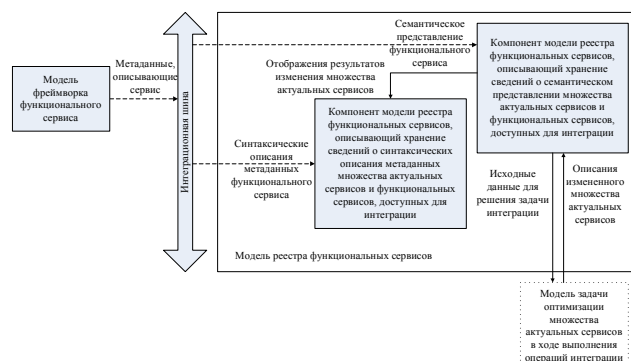 Модель
фреймворка
функционального
сервиса
Метаданные,
описывающие
сервис
Интеграционная шина
Семантическое
представление
функционального
сервиса
Отображения результатов
изменения множества
актуальных сервисов
Компонент модели реестра
функциональных сервисов,
описывающий хранение
сведений о семантическом
представлении множества
актуальных сервисов и
функциональных сервисов,
доступных для интеграции
Синтаксические
описания
метаданных
функционального
сервиса
Компонент модели реестра
функциональных сервисов,
описывающий хранение
сведений о синтаксических
описания метаданных
множества актуальных
сервисов и функциональных
сервисов, доступных для
интеграции
Исходные
данные для
решения задачи
интеграции
Описания
измененного
множества
актуальных
сервисов
Модель реестра функциональных сервисов
Модель задачи
оптимизации
множества
актуальных сервисов
в ходе выполнения
операций интеграции